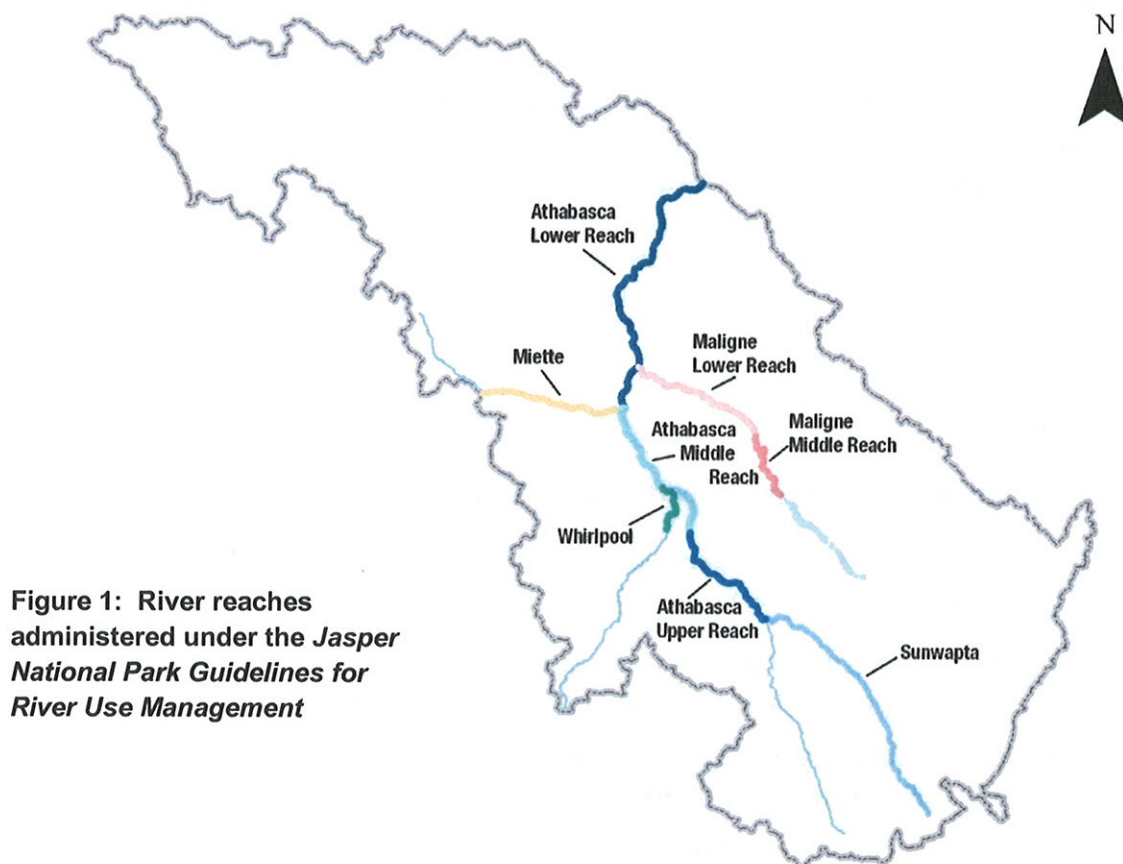 N
Athabasca
Lower Reach
Maligne
Lower Reach
Miette
Maligne
Middle Reach
Athabasca
Middle
Reach
Whirlpool
Athabasca
Upper Reach
Sunwapta
Figure 1: River reaches
administered under the Jasper
National Park Guidelines for
River Use Management